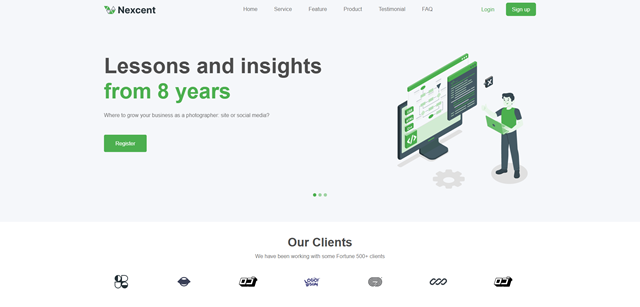 Nexcent Home Service Feature Product Testimonial FAQ Login Sign up
Lessons and insights
from 8 years
Where to grow your business as a photographer: site or social media?
Register
Our Clients
We have been working with some Fortune 500+ clients